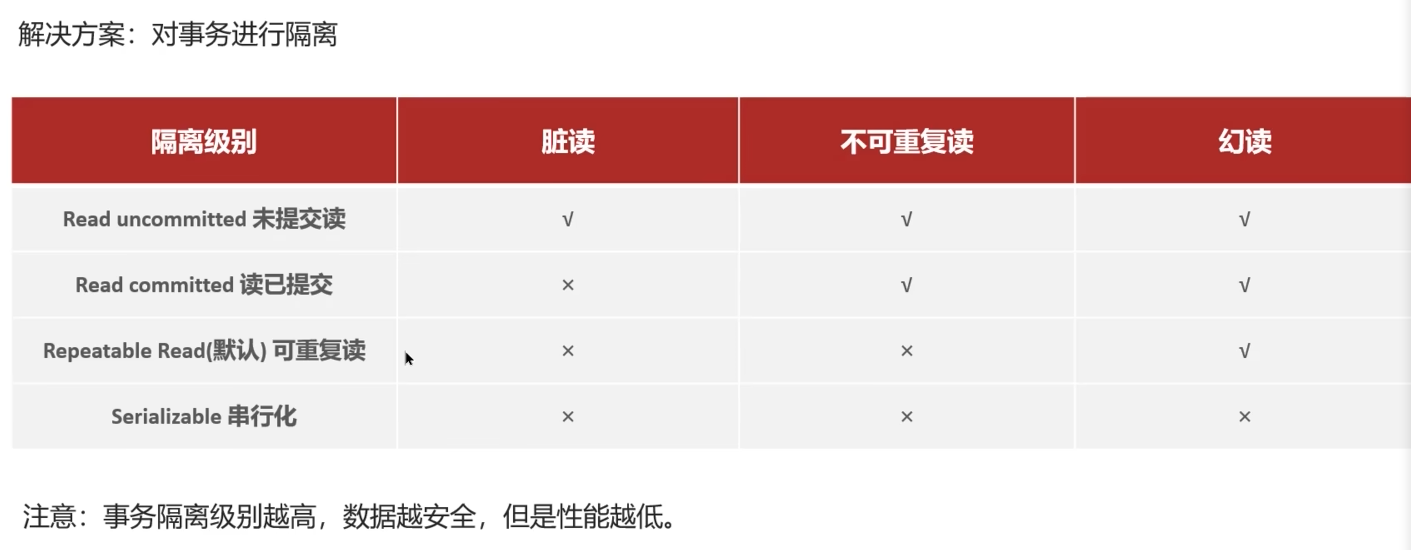 解决方案：对事务进行隔离
隔离级别 脏读 不可重复读 幻读
Read uncommitted 未提交读 √ √ √
Read committed 读已提交 × √ √
Repeatable Read(默认) 可重复读 × × √
Serializable 串行化 × × ×
注意：事务隔离级别越高，数据越安全，但是性能越低。